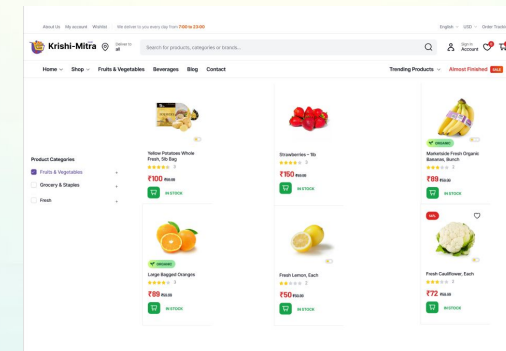 About Us My account Wishlist We deliver to you every day from 7:00 to 23:00
English USD Order Tracki
Krishi-Mitra
Deliver to
all
Search for products, categories or brands...
Sign In
Account
Home Shop Fruits & Vegetables Beverages Blog Contact
Trending Products Almost Finished SALE
Product Categories
Fruits & Vegetables
Grocery & Staples
Fresh
Yellow Potatoes Whole
Fresh, 5lb Bag
3
₹100
IN STOCK
Strawberries - 1lb
₹150
IN STOCK
ORGANIC
Marketside Fresh Organic
Bananas, Bunch
₹89
IN STOCK
ORGANIC
Large Bagged Oranges
₹89
IN STOCK
Fresh Lemon, Each
₹50
IN STOCK
Fresh Cauliflower, Each
₹72
IN STOCK